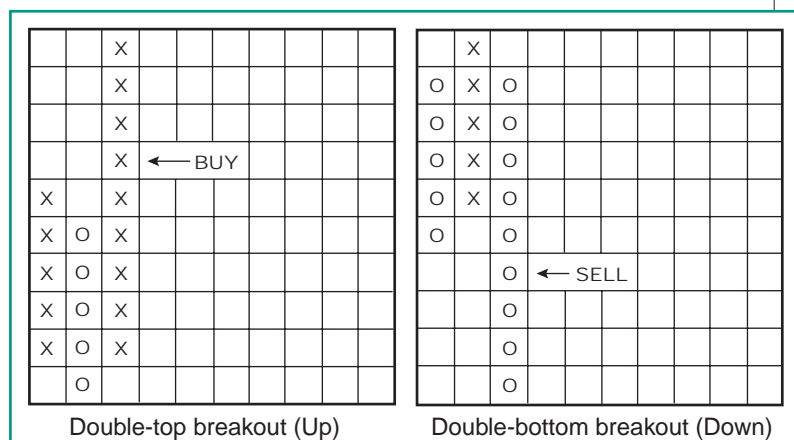 X
X
X
X ← BUY
X X
X O X
X O X
X O X
X O X
O
Double-top breakout (Up)
X
O X O
O X O
O X O
O X O
O O
O ← SELL
O
O
O
Double-bottom breakout (Down)